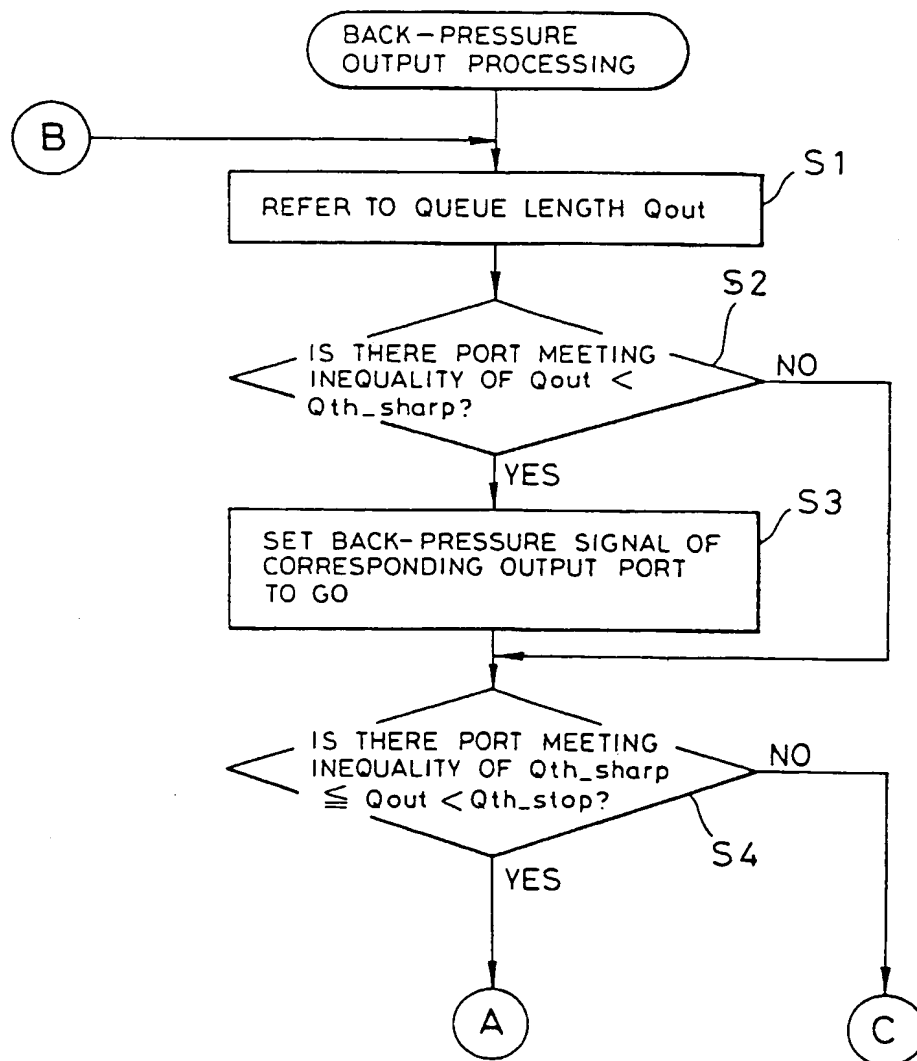 BACK-PRESSURE
OUTPUT PROCESSING
B
S1
REFER TO QUEUE LENGTH Qout
S2
IS THERE PORT MEETING
INEQUALITY OF Qout <
Qth_sharp?
NO
YES
S3
SET BACK-PRESSURE SIGNAL OF
CORRESPONDING OUTPUT PORT
TO GO
IS THERE PORT MEETING
INEQUALITY OF Qth_sharp
≦ Qout < Qth_stop?
NO
S4
YES
A
C